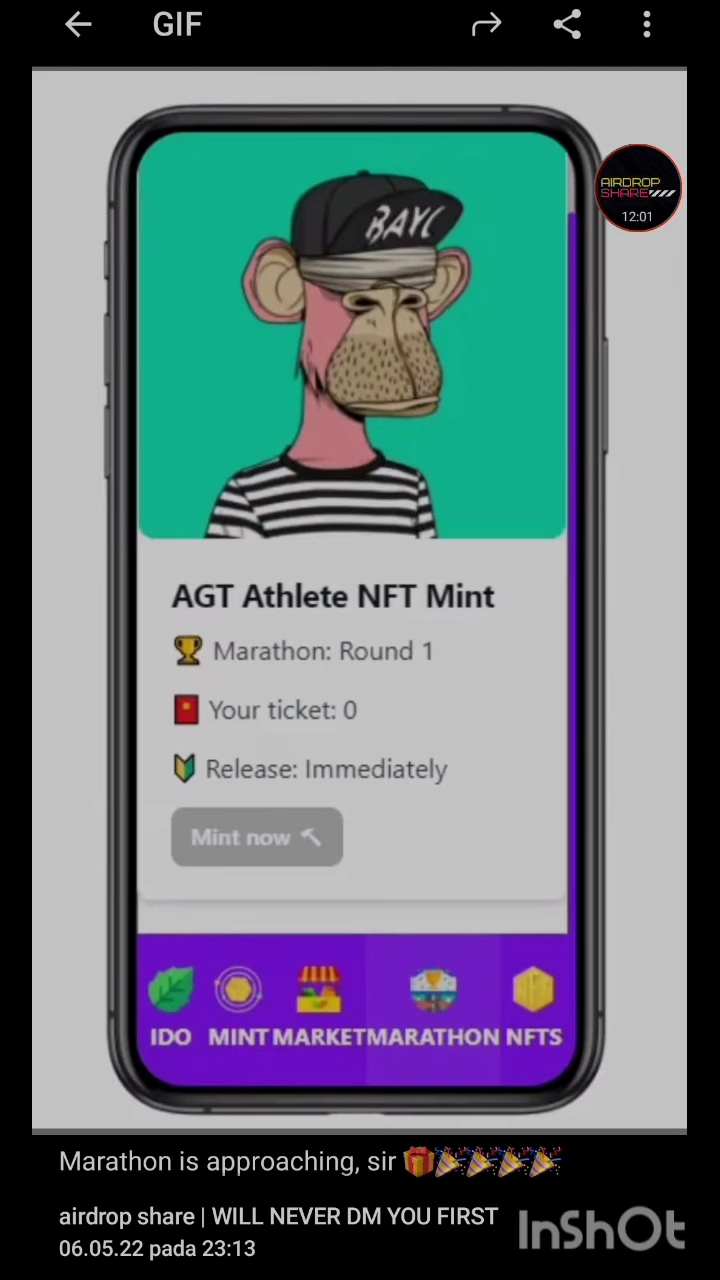 GIF
BAYC
AIRDROP
SHARE
12:01
AGT Athlete NFT Mint
Marathon: Round 1
Your ticket: 0
Release: Immediately
Mint now
IDO MINT MARKET MARATHON NFTS
Marathon is approaching, sir
airdrop share | WILL NEVER DM YOU FIRST
06.05.22 pada 23:13
InShOt